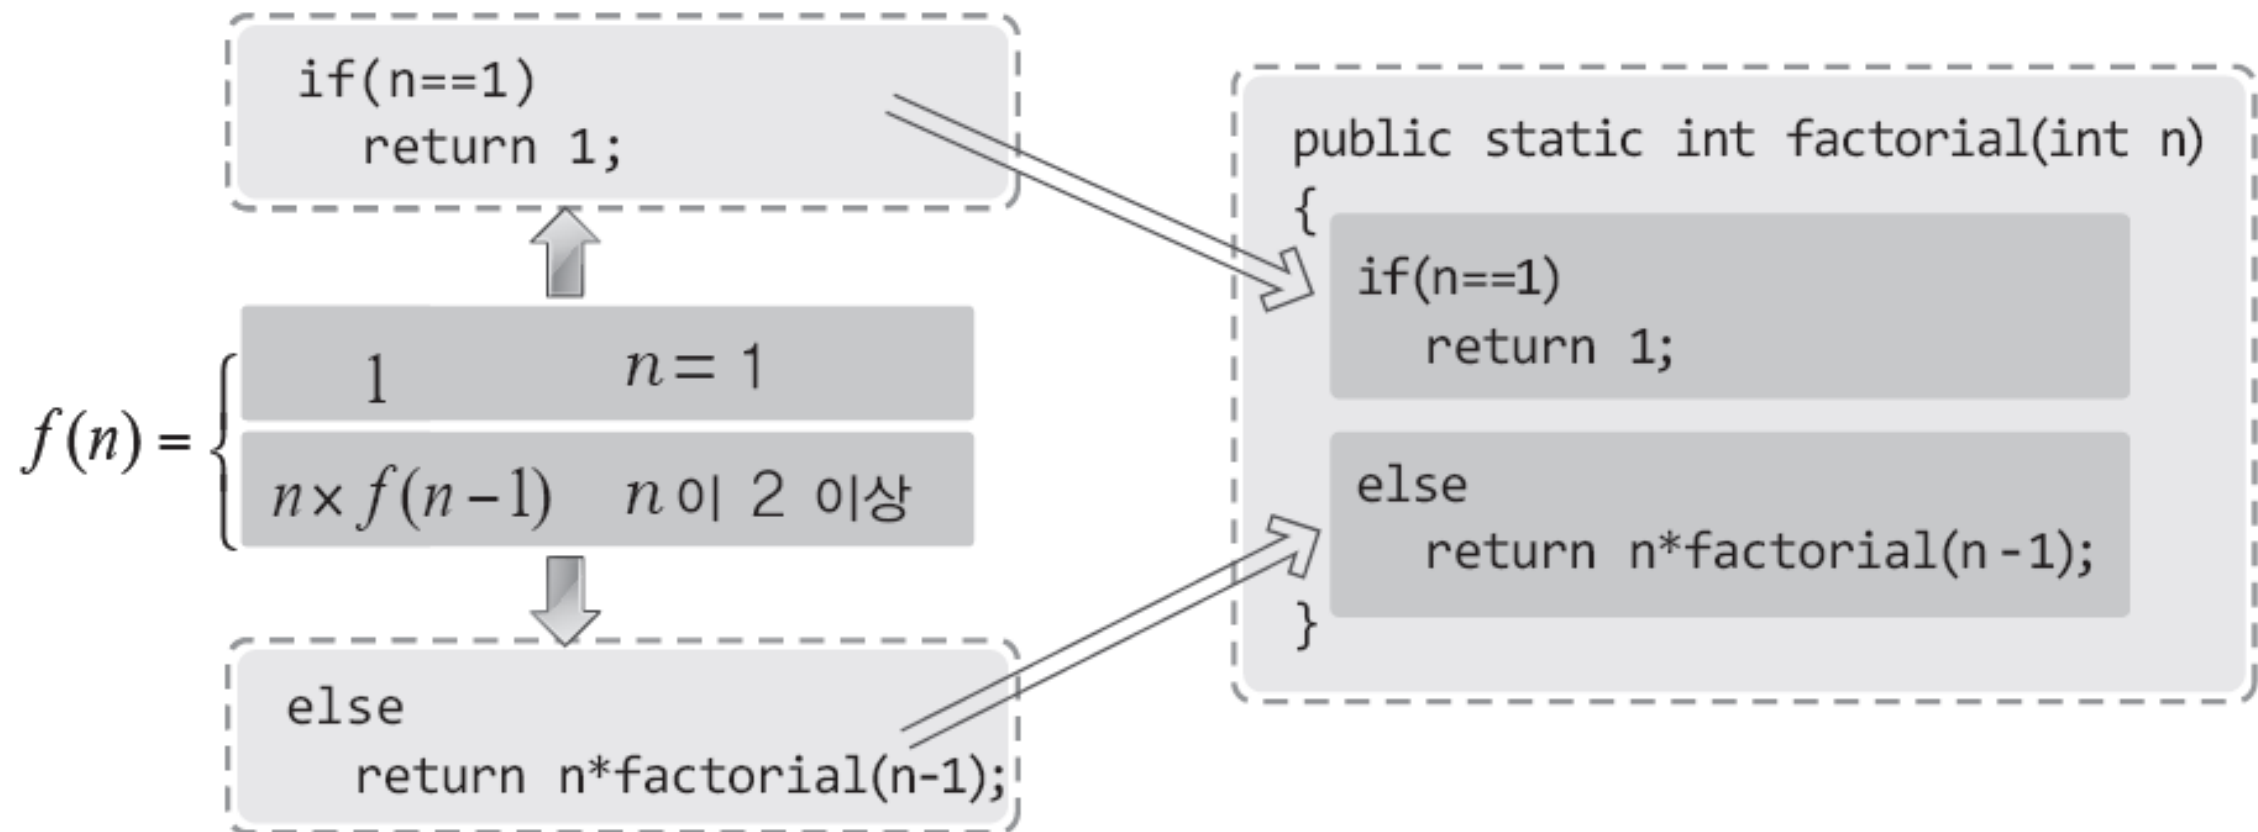 if(n==1)
return 1;
f(n) =
1 n = 1
n × f(n-1) n이 2 이상
else
return n*factorial(n-1);
public static int factorial(int n)
{
if(n==1)
return 1;
else
return n*factorial(n-1);
}